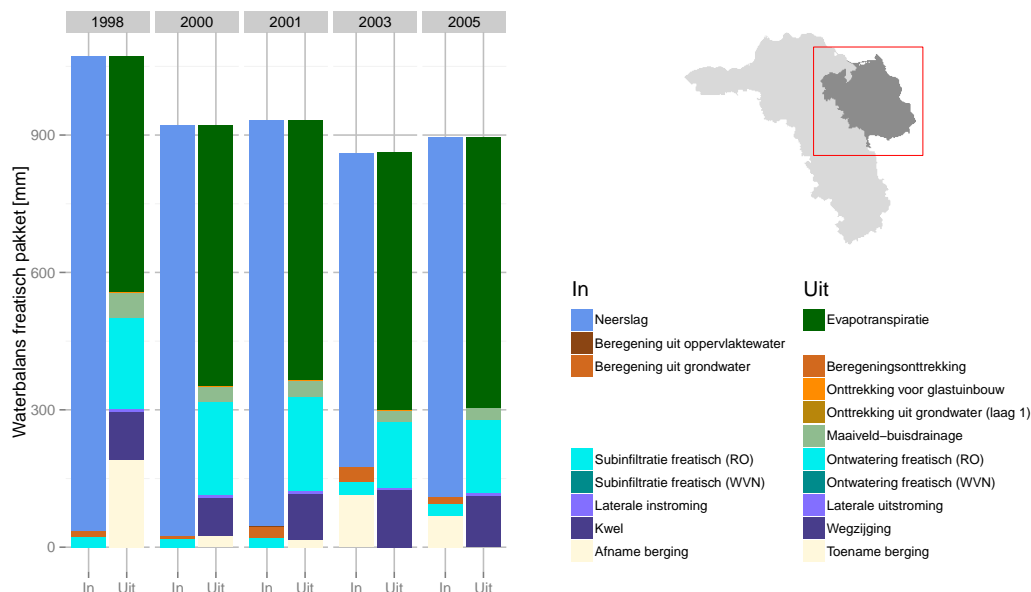 1998 2000 2001 2003 2005
Waterbalans freatisch pakket [mm]
900
600
300
0
In Uit In Uit In Uit In Uit In Uit
In
Neerslag
Beregening uit oppervlaktewater
Beregening uit grondwater
Subinfiltratie freatisch (RO)
Subinfiltratie freatisch (WVN)
Laterale instroming
Kwel
Afname berging
Uit
Evapotranspiratie
Beregeningsonttrekking
Onttrekking voor glastuinbouw
Onttrekking uit grondwater (laag 1)
Maaiveld−buisdrainage
Ontwatering freatisch (RO)
Ontwatering freatisch (WVN)
Laterale uitstroming
Wegzijging
Toename berging